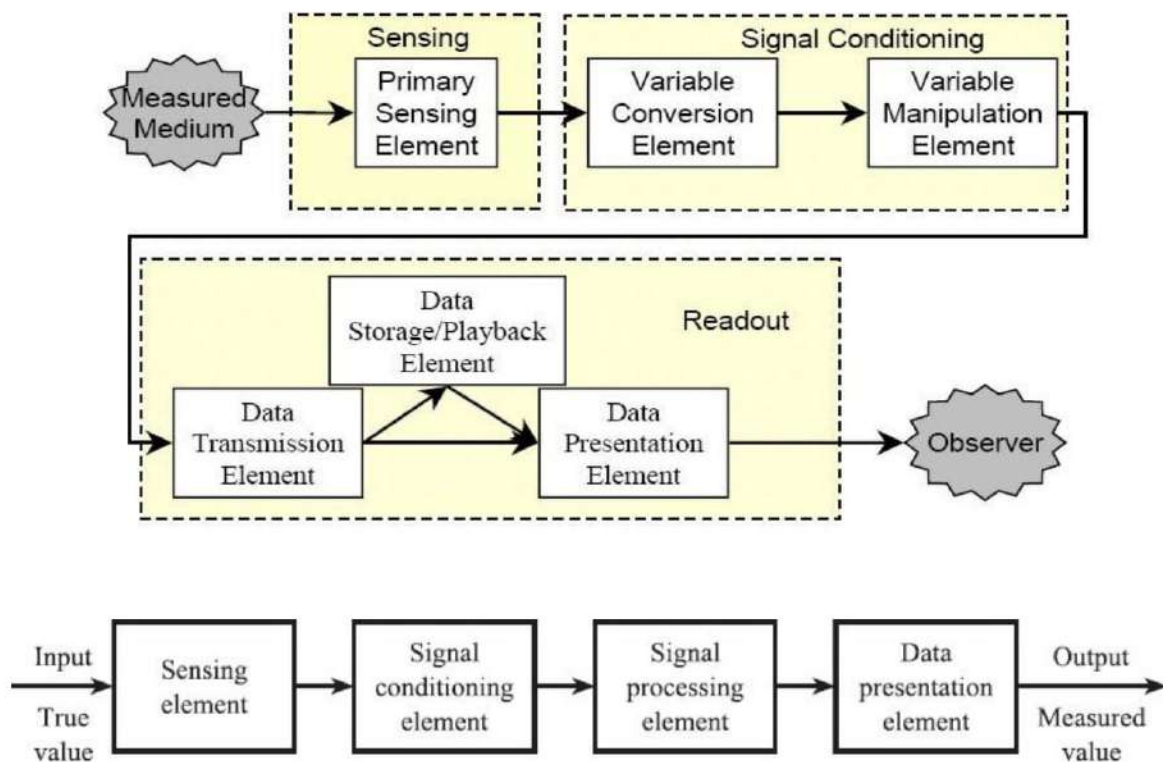 Sensing
Signal Conditioning
Measured
Medium
Primary
Sensing
Element
Variable
Conversion
Element
Variable
Manipulation
Element
Data
Storage/Playback
Element
Readout
Data
Transmission
Element
Data
Presentation
Element
Observer
Input
True
value
Sensing
element
Signal
conditioning
element
Signal
processing
element
Data
presentation
element
Output
Measured
value